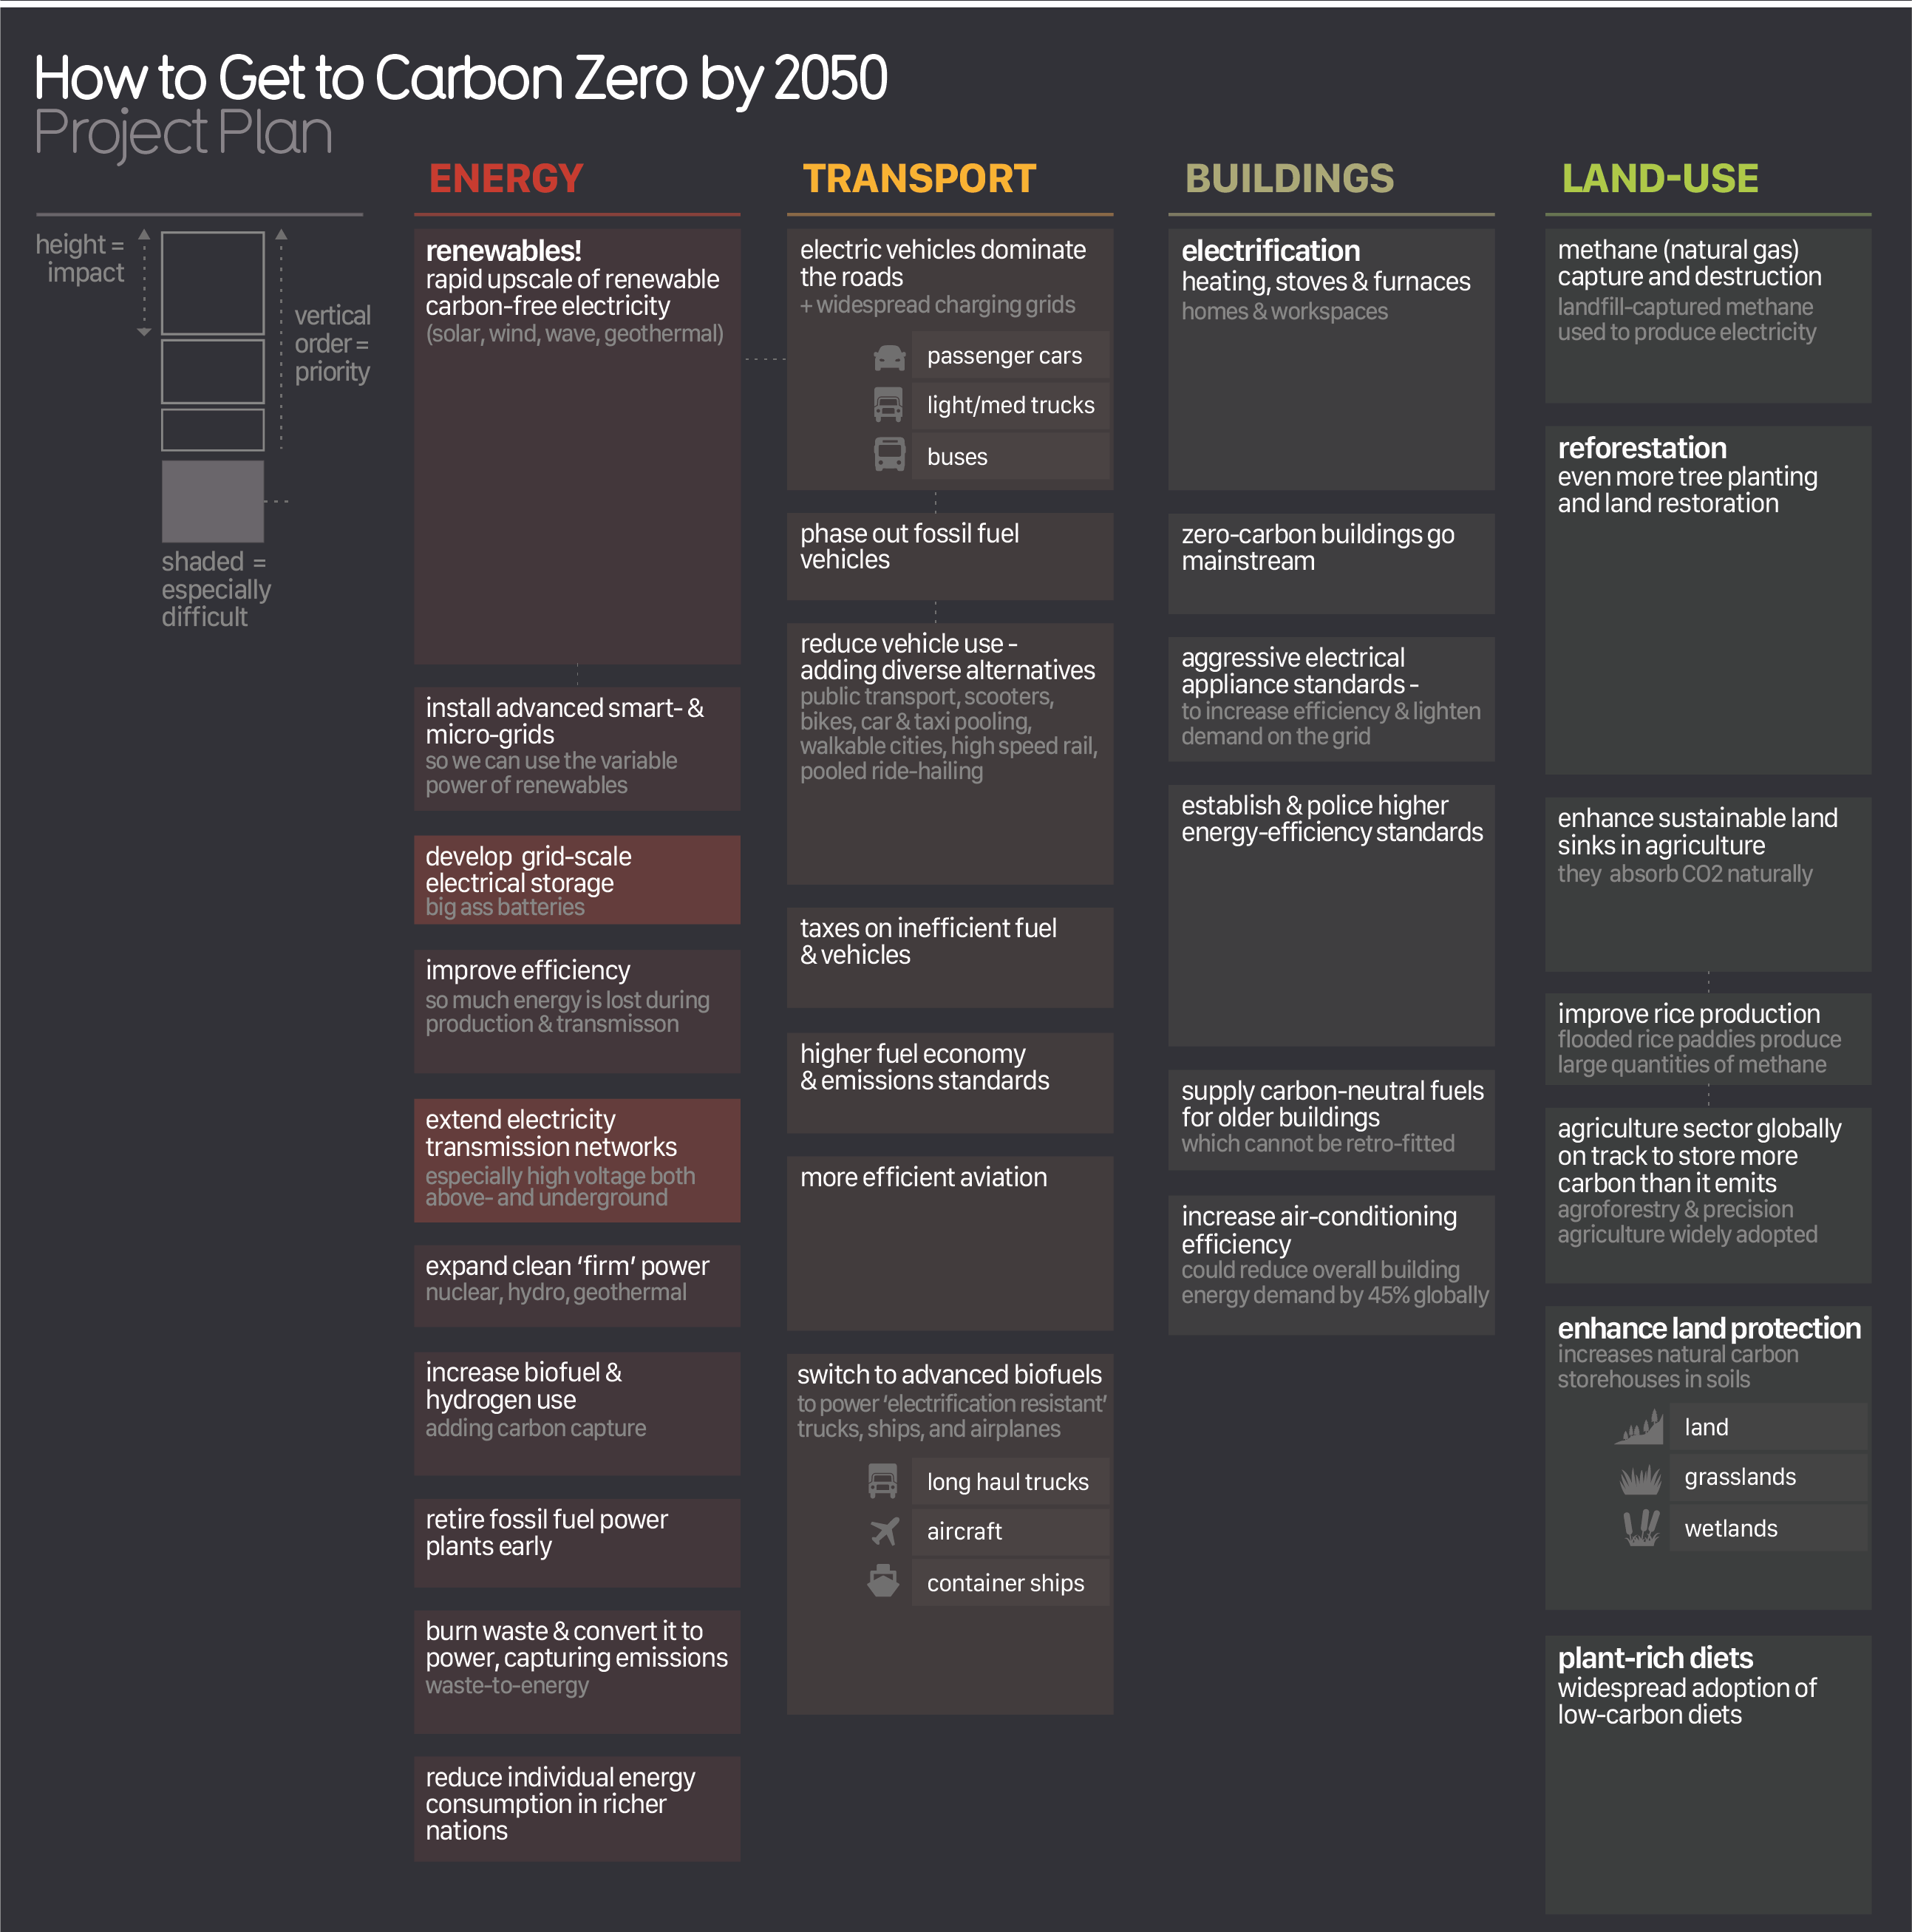 How to Get to Carbon Zero by 2050
Project Plan
height =
impact
vertical
order =
priority
shaded =
especially
difficult
ENERGY
renewables!
rapid upscale of renewable
carbon-free electricity
(solar, wind, wave, geothermal)
install advanced smart- &
micro-grids
so we can use the variable
power of renewables
develop grid-scale
electrical storage
big ass batteries
improve efficiency
so much energy is lost during
production & transmisson
extend electricity
transmission networks
especially high voltage both
above- and underground
expand clean ‘firm’ power
nuclear, hydro, geothermal
increase biofuel &
hydrogen use
adding carbon capture
retire fossil fuel power
plants early
burn waste & convert it to
power, capturing emissions
waste-to-energy
reduce individual energy
consumption in richer
nations
TRANSPORT
electric vehicles dominate
the roads
+ widespread charging grids
passenger cars
light/med trucks
buses
phase out fossil fuel
vehicles
reduce vehicle use -
adding diverse alternatives
public transport, scooters,
bikes, car & taxi pooling,
walkable cities, high speed rail,
pooled ride-hailing
taxes on inefficient fuel
& vehicles
higher fuel economy
& emissions standards
more efficient aviation
switch to advanced biofuels
to power ‘electrification resistant’
trucks, ships, and airplanes
long haul trucks
aircraft
container ships
BUILDINGS
electrification
heating, stoves & furnaces
homes & workspaces
zero-carbon buildings go
mainstream
aggressive electrical
appliance standards -
to increase efficiency & lighten
demand on the grid
establish & police higher
energy-efficiency standards
supply carbon-neutral fuels
for older buildings
which cannot be retro-fitted
increase air-conditioning
efficiency
could reduce overall building
energy demand by 45% globally
LAND-USE
methane (natural gas)
capture and destruction
landfill-captured methane
used to produce electricity
reforestation
even more tree planting
and land restoration
enhance sustainable land
sinks in agriculture
they absorb CO2 naturally
improve rice production
flooded rice paddies produce
large quantities of methane
agriculture sector globally
on track to store more
carbon than it emits
agroforestry & precision
agriculture widely adopted
enhance land protection
increases natural carbon
storehouses in soils
land
grasslands
wetlands
plant-rich diets
widespread adoption of
low-carbon diets